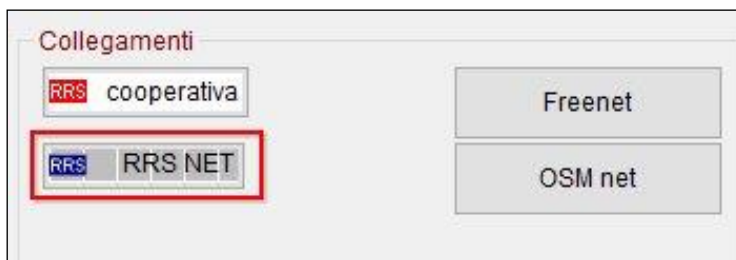 Collegamenti
RRS cooperativa
Freenet
RRS RRS NET
OSM net